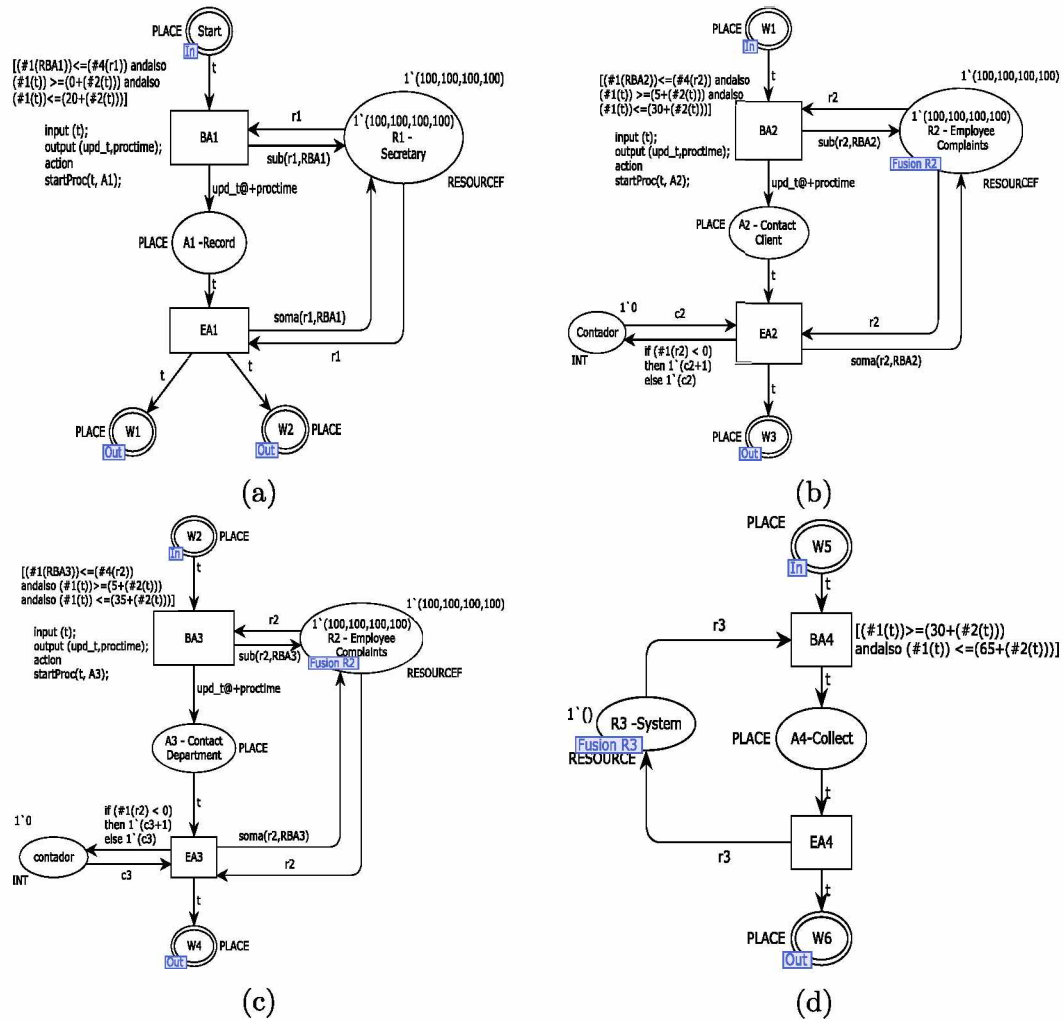 PLACE
Start
In
t
[(#1(RBA1))<=(#4(r1)) andalso
(#1(t)) >=(0+(#2(t))) andalso
(#1(t))<=(20+(#2(t)))]
1`(100,100,100,100)
input (t);
output (upd_t,proctime);
action
startProc(t, A1);
BA1
r1
sub(r1,RBA1)
1`(100,100,100,100)
R1 -
Secretary
RESOURCEF
upd_t@+proctime
PLACE
A1 -Record
t
EA1
soma(r1,RBA1)
r1
t
t
PLACE
W1
Out
W2
PLACE
Out
(a)
PLACE
W1
In
t
[(#1(RBA2))<=(#4(r2)) andalso
(#1(t)) >=(5+(#2(t))) andalso
(#1(t))<=(30+(#2(t)))]
1`(100,100,100,100)
input (t);
output (upd_t,proctime);
action
startProc(t, A2);
BA2
r2
sub(r2,RBA2)
1`(100,100,100,100)
R2 - Employee
Complaints
Fusion R2
RESOURCEF
upd_t@+proctime
PLACE
A2 - Contact
Client
t
1`0
Contador
INT
c2
if (#1(r2) < 0)
then 1`(c2+1)
else 1`(c2)
EA2
r2
soma(r2,RBA2)
t
PLACE
W3
Out
(b)
W2
PLACE
In
t
[(#1(RBA3))<=(#4(r2))
andalso (#1(t))>=(5+(#2(t)))
andalso (#1(t)) <=(35+(#2(t)))]
1`(100,100,100,100)
input (t);
output (upd_t,proctime);
action
startProc(t, A3);
BA3
r2
sub(r2,RBA3)
1`(100,100,100,100)
R2 - Employee
Complaints
Fusion R2
RESOURCEF
upd_t@+proctime
A3 - Contact
Department
PLACE
t
1`0
contador
INT
if (#1(r2) < 0)
then 1`(c3+1)
else 1`(c3)
c3
EA3
soma(r2,RBA3)
r2
t
W4
PLACE
Out
(c)
PLACE
W5
In
t
r3
BA4
[(#1(t))>=(30+(#2(t)))
andalso (#1(t)) <=(65+(#2(t)))]
t
1`()
R3 -System
Fusion R3
RESOURCE
PLACE
A4-Collect
t
r3
EA4
t
PLACE
W6
Out
(d)